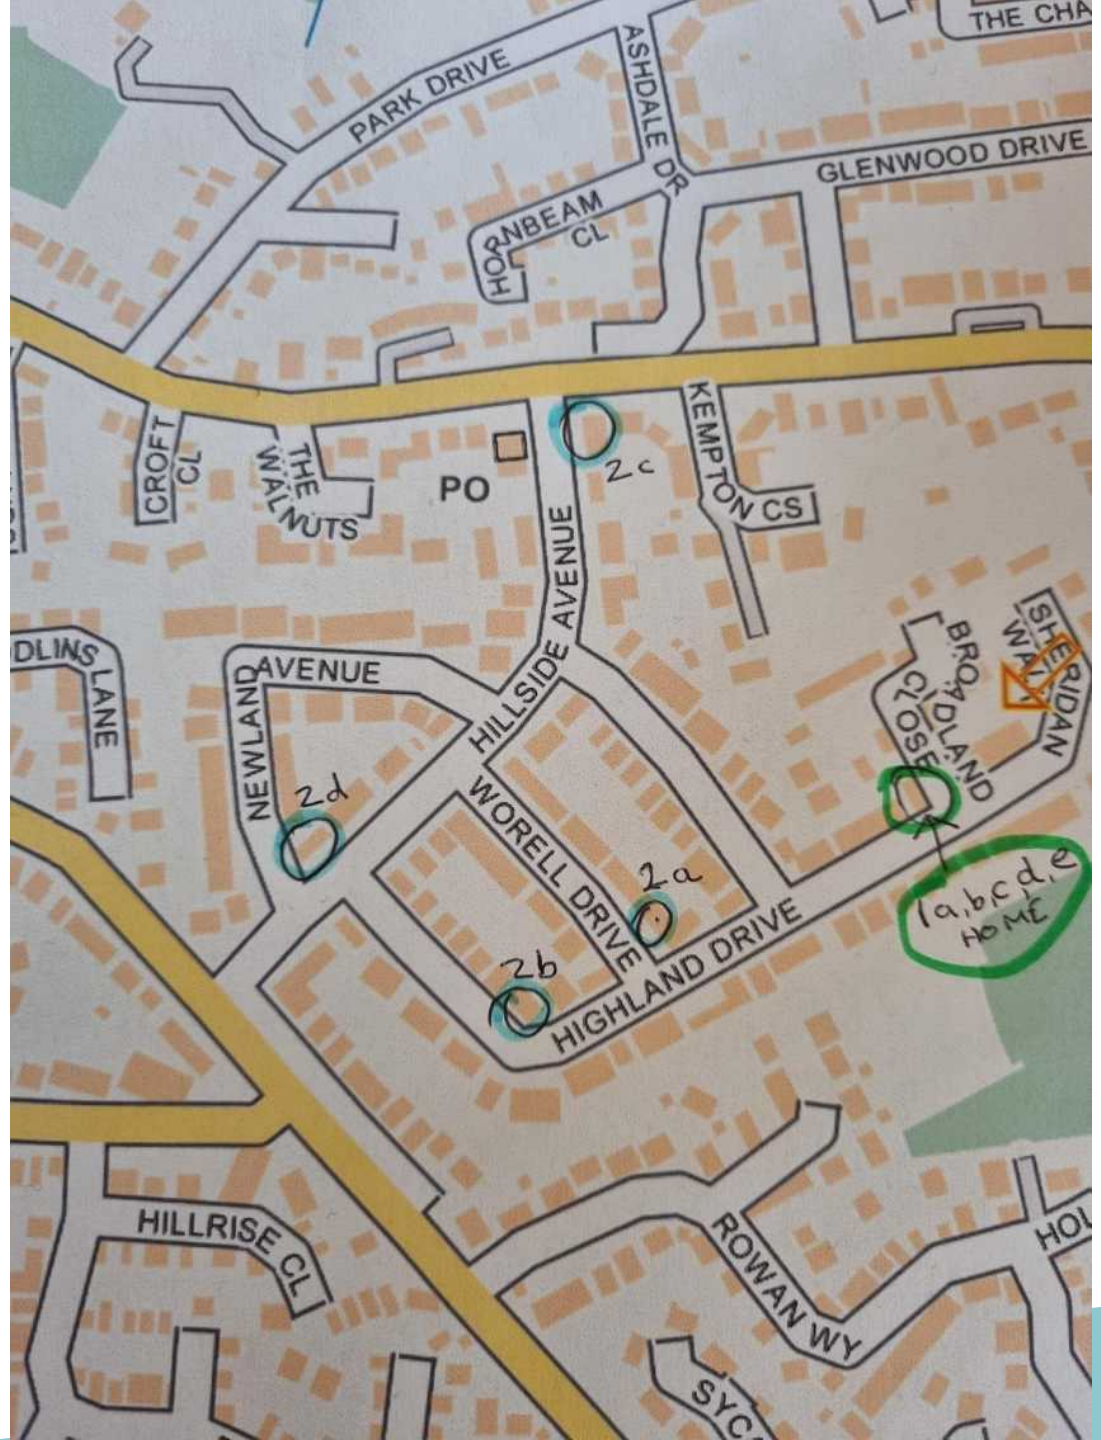 THE CHA
PARK DRIVE
ASHDALE DR
GLENWOOD DRIVE
HORNBEAM
CL
KEMPTON CS
CROFT
CL
THE
WALNUTS
PO
2c
HILLSIDE AVENUE
DLINS
LANE
NEWLAND
AVENUE
BROADLAND
CLOSE
SHERIDAN
WALK
2d
WORELL DRIVE
2a
1a,b,c,d,e
HOME
2b
HIGHLAND DRIVE
HILLRISE CL
ROWAN WY
HOL
SYC